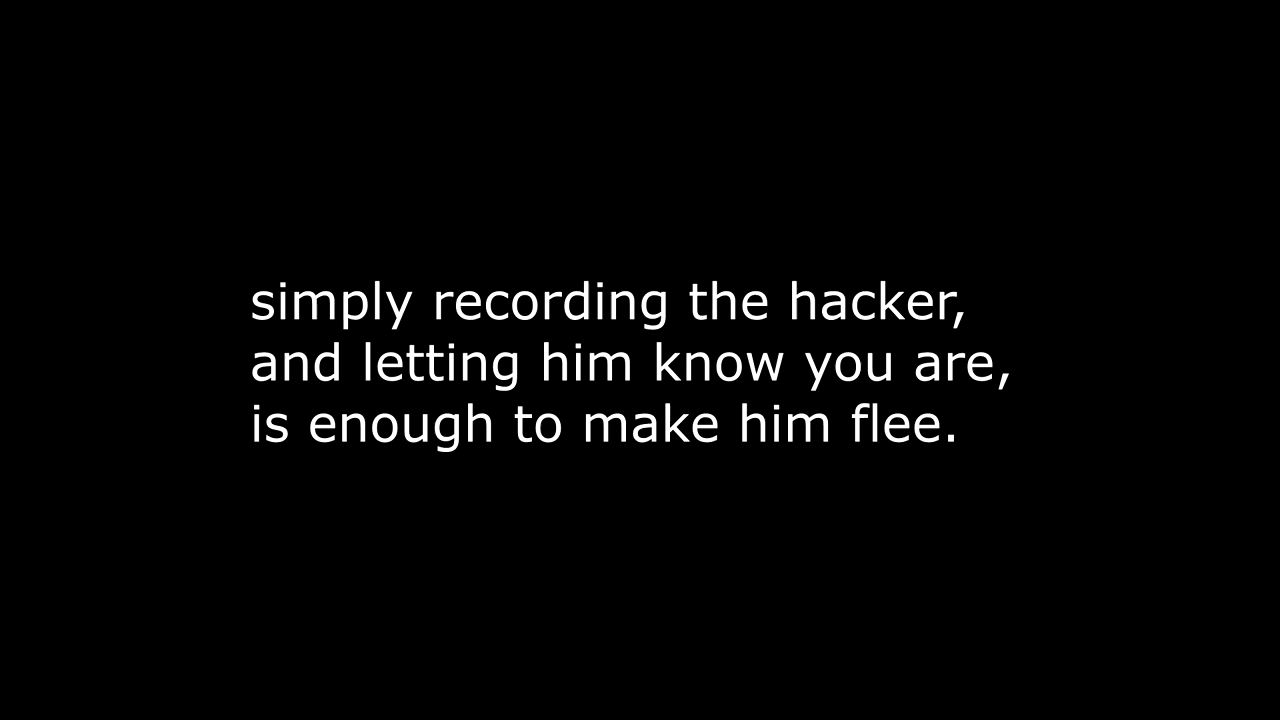 simply recording the hacker,
and letting him know you are,
is enough to make him flee.